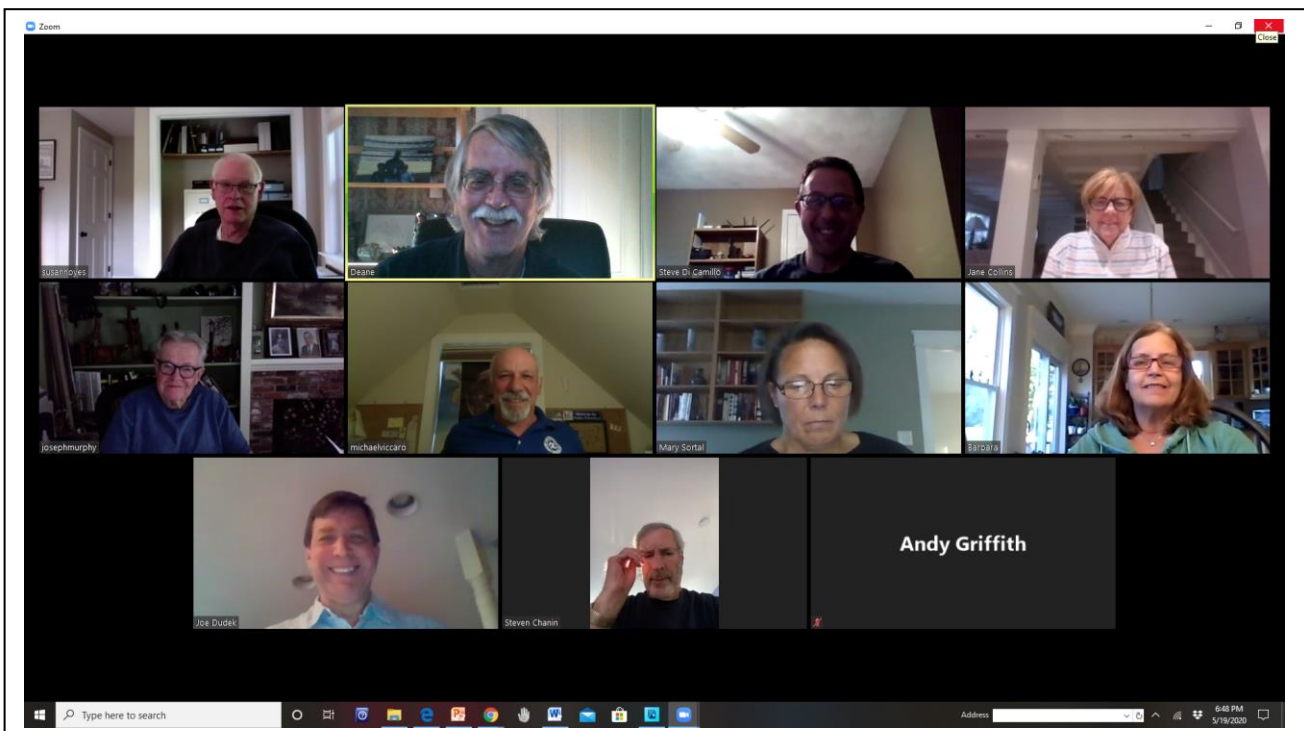 Zoom
Close
susannoyes
Deane
Steve Di Camillo
Jane Collins
josephmurphy
michaelviccaro
Mary Sortal
Barbara
Joe Dudek
Steven Chanin
Andy Griffith
Type here to search
Address
6:48 PM
5/19/2020